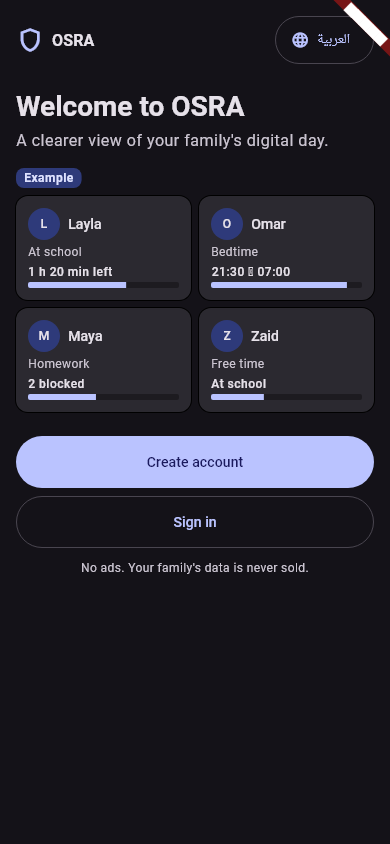 OSRA
العربية
Welcome to OSRA
A clearer view of your family's digital day.
Example
L Layla
At school
1 h 20 min left
O Omar
Bedtime
21:30 07:00
M Maya
Homework
2 blocked
Z Zaid
Free time
At school
Create account
Sign in
No ads. Your family's data is never sold.